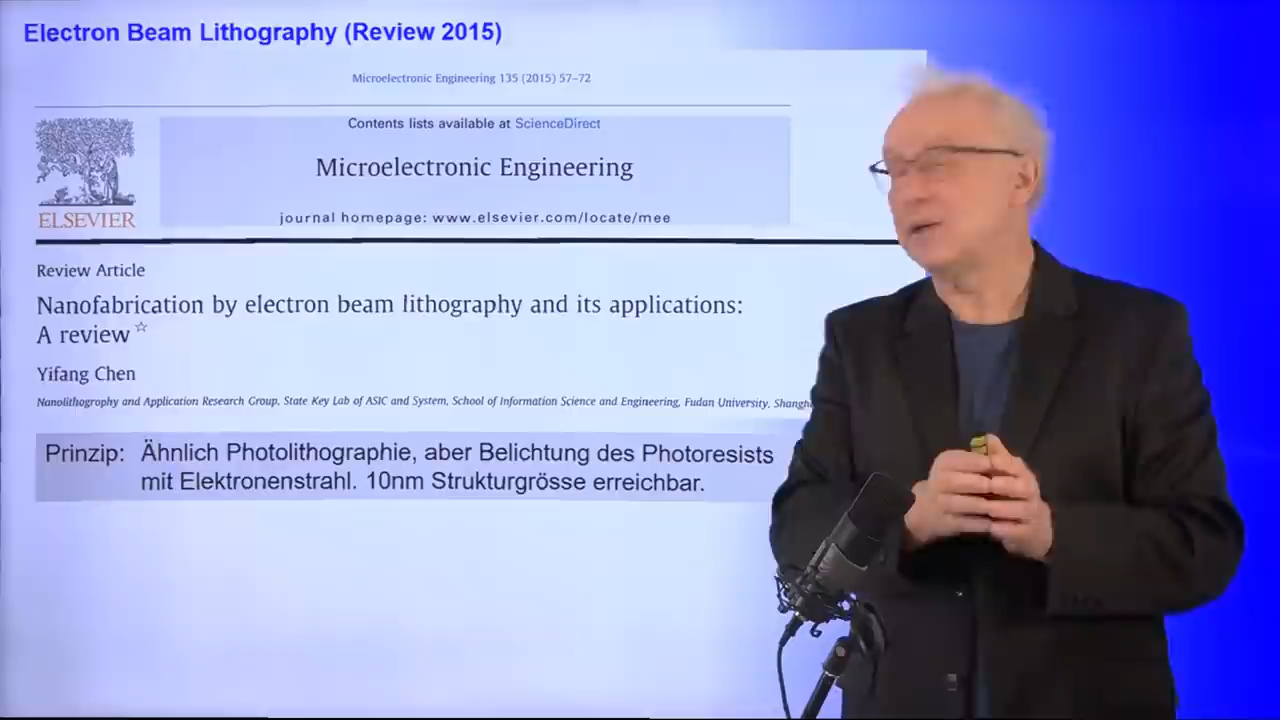 Electron Beam Lithography (Review 2015)
Microelectronic Engineering 135 (2015) 57–72
Contents lists available at ScienceDirect
Microelectronic Engineering
journal homepage: www.elsevier.com/locate/mee
ELSEVIER
Review Article
Nanofabrication by electron beam lithography and its applications:
A review ☆
Yifang Chen
Nanolithogrophy and Application Research Group, State Key Lab of ASIC and System, School of Information Science and Engineering, Fudan University,
Prinzip: Ähnlich Photolithographie, aber Belichtung des Photoresists
mit Elektronenstrahl. 10nm Strukturgrösse erreichbar.